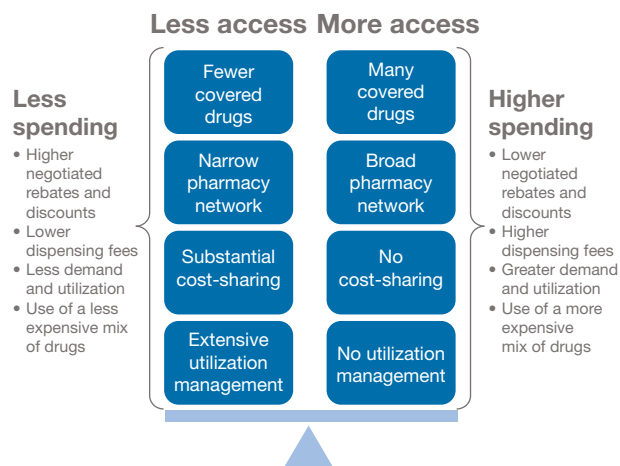 Less access
More access
Less
spending
• Higher
negotiated
rebates and
discounts
• Lower
dispensing fees
• Less demand
and utilization
• Use of a less
expensive mix
of drugs
Fewer
covered
drugs
Many
covered
drugs
Narrow
pharmacy
network
Broad
pharmacy
network
Substantial
cost-sharing
No
cost-sharing
Extensive
utilization
management
No utilization
management
Higher
spending
• Lower
negotiated
rebates and
discounts
• Higher
dispensing fees
• Greater demand
and utilization
• Use of a more
expensive
mix of drugs